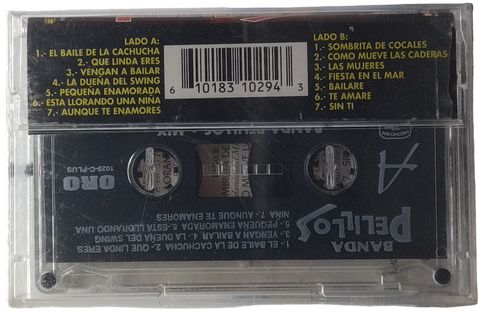 LADO A:
1.- EL BAILE DE LA CACHUCHA
2.- QUE LINDA ERES
3.- VENGAN A BAILAR
4.- LA DUEÑA DEL SWING
5.- PEQUEÑA ENAMORADA
6.- ESTA LLORANDO UNA NIÑA
7.- AUNQUE TE ENAMORES
6 10183 10294 3
LADO B:
1.- SOMBRITA DE COCALES
2.- COMO MUEVE LAS CADERAS
3.- LAS MUJERES
4.- FIESTA EN EL MAR
5.- BAILARE
6.- TE AMARE
7.- SIN TI
A
BANDA
PELILLOS
1.- EL BAILE DE LA CACHUCHA 2.- QUE LINDA ERES
3.- VENGAN A BAILAR 4.- LA DUEÑA DEL SWING
5.- PEQUEÑA ENAMORADA 6.- ESTA LLORANDO UNA
NIÑA 7.- AUNQUE TE ENAMORES
ORO
1029-C-PLUS